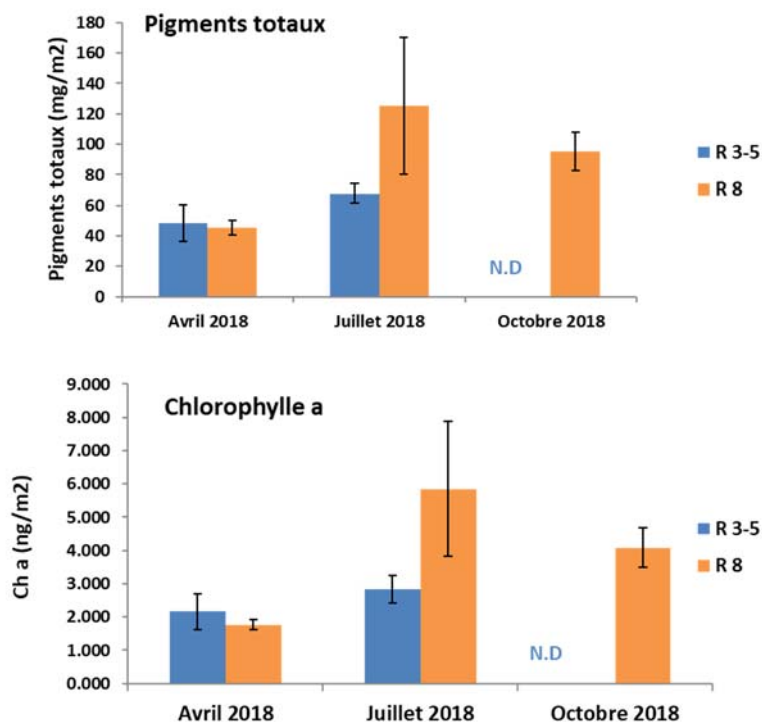 Pigments totaux
Pigments totaux (mg/m2)
180
160
140
120
100
80
60
40
20
0
N.D
Avril 2018
Juillet 2018
Octobre 2018
R 3-5
R 8
Chlorophylle a
Ch a (ng/m2)
9.000
8.000
7.000
6.000
5.000
4.000
3.000
2.000
1.000
0.000
N.D
Avril 2018
Juillet 2018
Octobre 2018
R 3-5
R 8